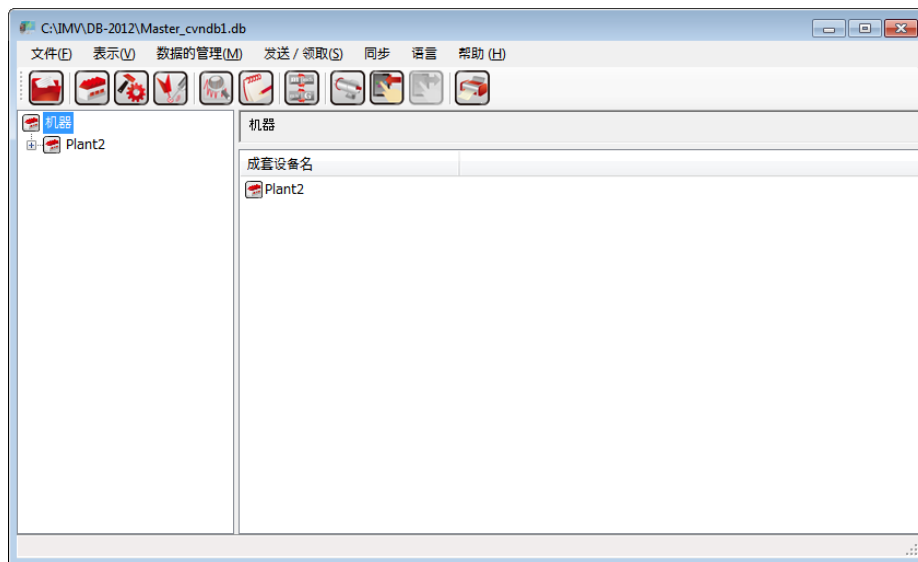 C:\IMV\DB-2012\Master_cvndb1.db
文件(F) 表示(V) 数据的管理(M) 发送 / 领取(S) 同步 语言 帮助 (H)
机器
Plant2
机器
成套设备名
Plant2